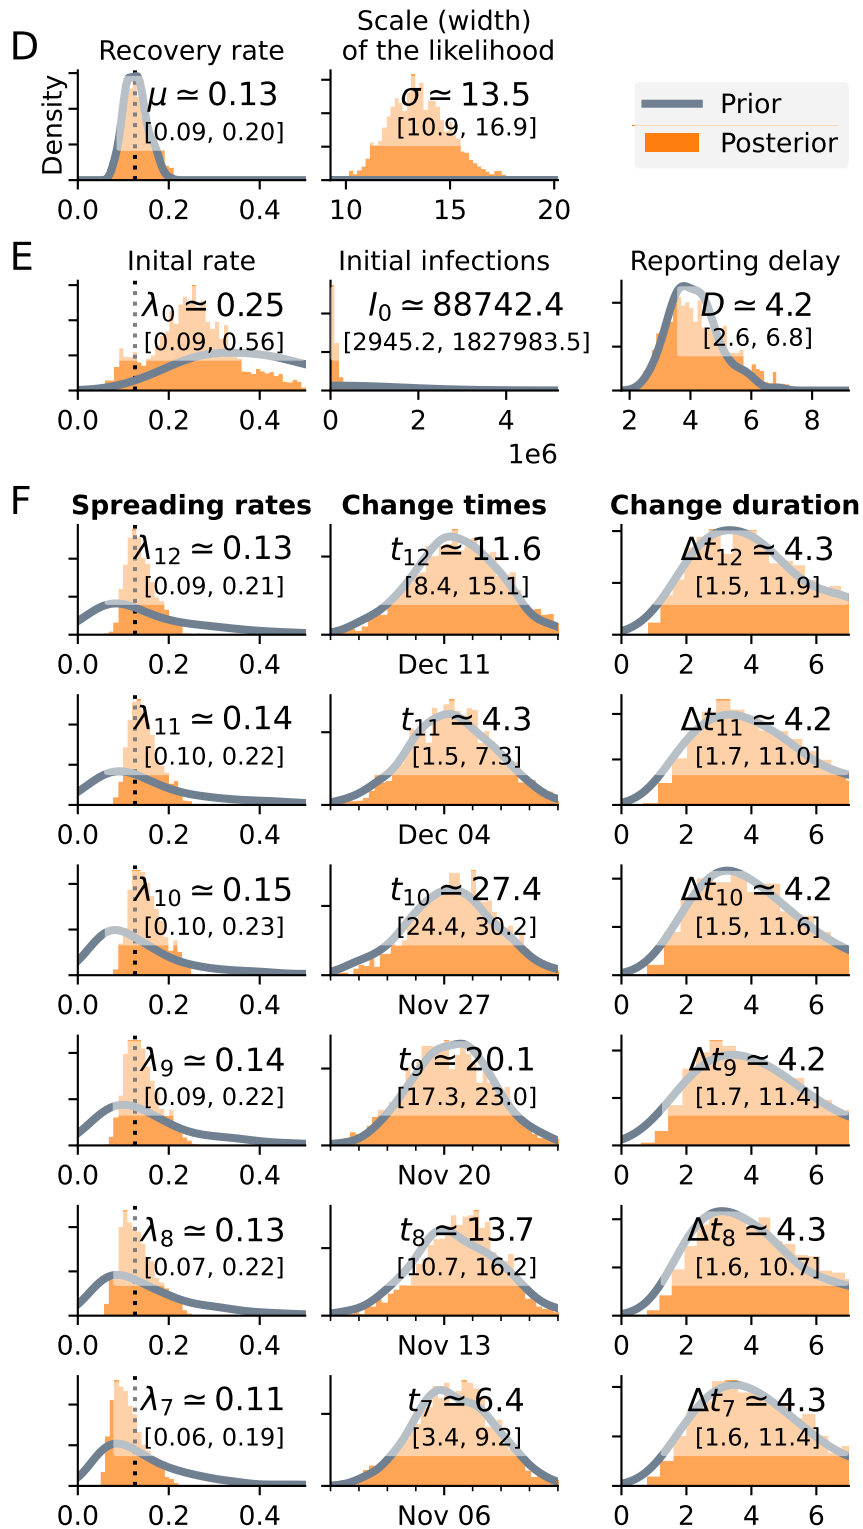 D
Recovery rate
Scale (width)
of the likelihood
Density
μ ≃ 0.13
[0.09, 0.20]
0.0 0.2 0.4
σ ≃ 13.5
[10.9, 16.9]
10 15 20
Prior
Posterior
E
Inital rate
λ0 ≃ 0.25
[0.09, 0.56]
0.0 0.2 0.4
Initial infections
I0 ≃ 88742.4
[2945.2, 1827983.5]
0 2 4
1e6
Reporting delay
D ≃ 4.2
[2.6, 6.8]
2 4 6 8
F
Spreading rates
Change times
Change duration
λ12 ≃ 0.13
[0.09, 0.21]
0.0 0.2 0.4
t12 ≃ 11.6
[8.4, 15.1]
Dec 11
Δt12 ≃ 4.3
[1.5, 11.9]
0 2 4 6
λ11 ≃ 0.14
[0.10, 0.22]
0.0 0.2 0.4
t11 ≃ 4.3
[1.5, 7.3]
Dec 04
Δt11 ≃ 4.2
[1.7, 11.0]
0 2 4 6
λ10 ≃ 0.15
[0.10, 0.23]
0.0 0.2 0.4
t10 ≃ 27.4
[24.4, 30.2]
Nov 27
Δt10 ≃ 4.2
[1.5, 11.6]
0 2 4 6
λ9 ≃ 0.14
[0.09, 0.22]
0.0 0.2 0.4
t9 ≃ 20.1
[17.3, 23.0]
Nov 20
Δt9 ≃ 4.2
[1.7, 11.4]
0 2 4 6
λ8 ≃ 0.13
[0.07, 0.22]
0.0 0.2 0.4
t8 ≃ 13.7
[10.7, 16.2]
Nov 13
Δt8 ≃ 4.3
[1.6, 10.7]
0 2 4 6
λ7 ≃ 0.11
[0.06, 0.19]
0.0 0.2 0.4
t7 ≃ 6.4
[3.4, 9.2]
Nov 06
Δt7 ≃ 4.3
[1.6, 11.4]
0 2 4 6